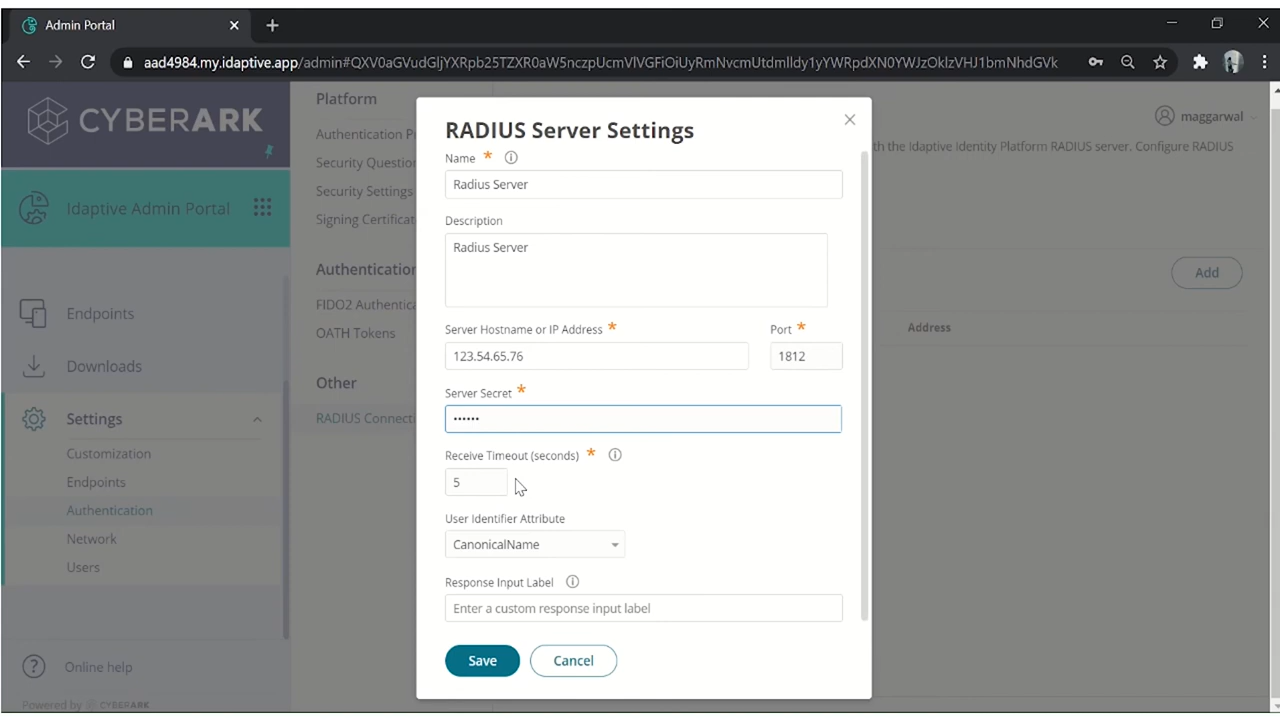 Admin Portal
aad4984.my.idaptive.app/admin#QXV0aGVudGljYXRpb25TZXR0aW5nczpUcmVlVGFiOiUyRmNvcmUtdmlldy1yYWRpdXN0YWJzOklzVHJ1bmNhdGVk
CYBERARK
Idaptive Admin Portal
Endpoints
Downloads
Settings
Customization
Endpoints
Authentication
Network
Users
Online help
Powered by CYBERARK
Platform
Authentication P
Security Question
Security Settings
Signing Certificat
Authentication
FIDO2 Authentica
OATH Tokens
Other
RADIUS Connecti
maggarwal
th the Idaptive Identity Platform RADIUS server. Configure RADIUS
Add
Address
RADIUS Server Settings
Name *
Radius Server
Description
Radius Server
Server Hostname or IP Address *
Port *
123.54.65.76
1812
Server Secret *
••••••
Receive Timeout (seconds) *
5
User Identifier Attribute
CanonicalName
Response Input Label
Enter a custom response input label
Save
Cancel